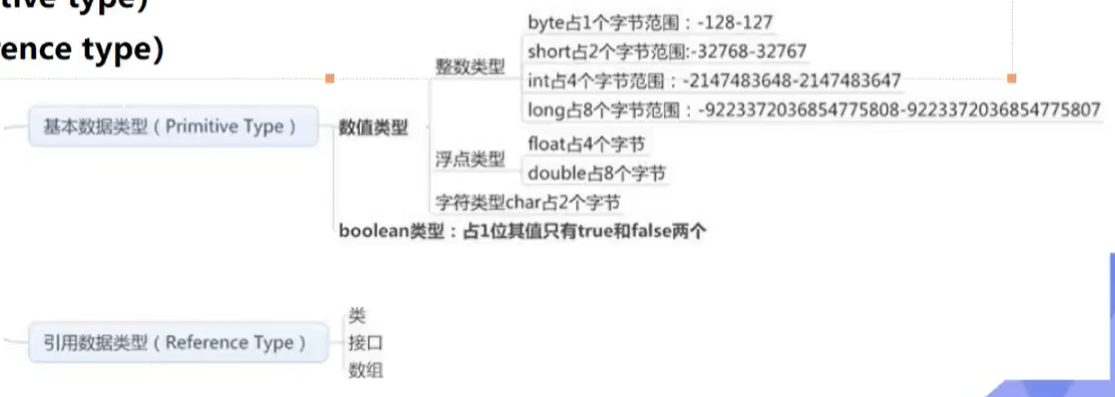 type)
rence type)
基本数据类型（Primitive Type）
数值类型
整数类型
byte占1个字节范围：-128-127
short占2个字节范围:-32768-32767
int占4个字节范围：-2147483648-2147483647
long占8个字节范围：-9223372036854775808-9223372036854775807
浮点类型
float占4个字节
double占8个字节
字符类型char占2个字节
boolean类型：占1位其值只有true和false两个
引用数据类型（Reference Type）
类
接口
数组